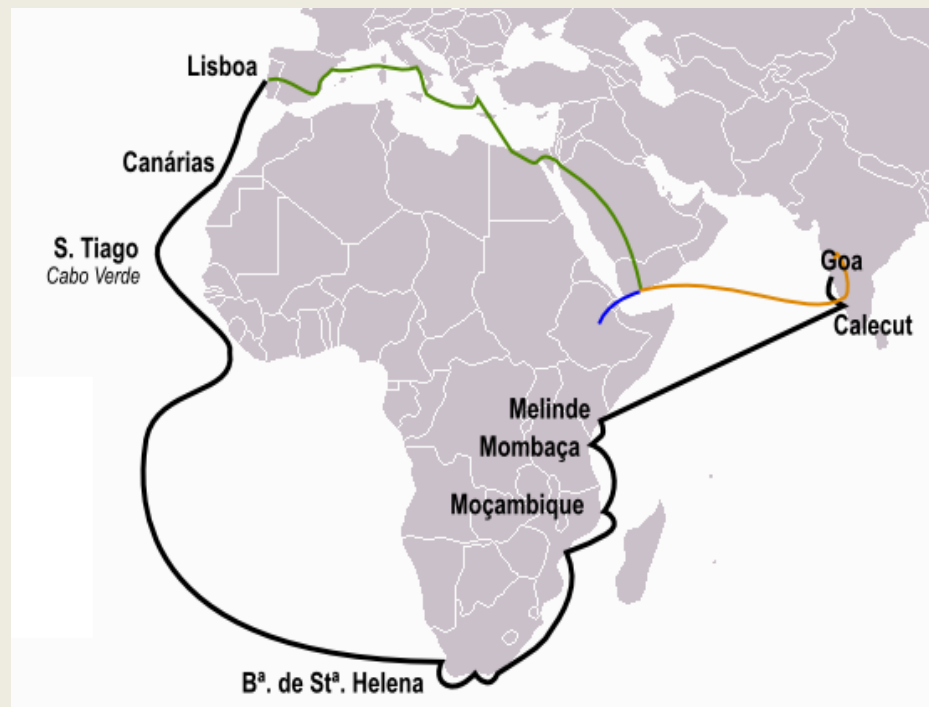 Lisboa
Canárias
S. Tiago
Cabo Verde
Goa
Calecut
Melinde
Mombaça
Moçambique
Bª. de Stª. Helena